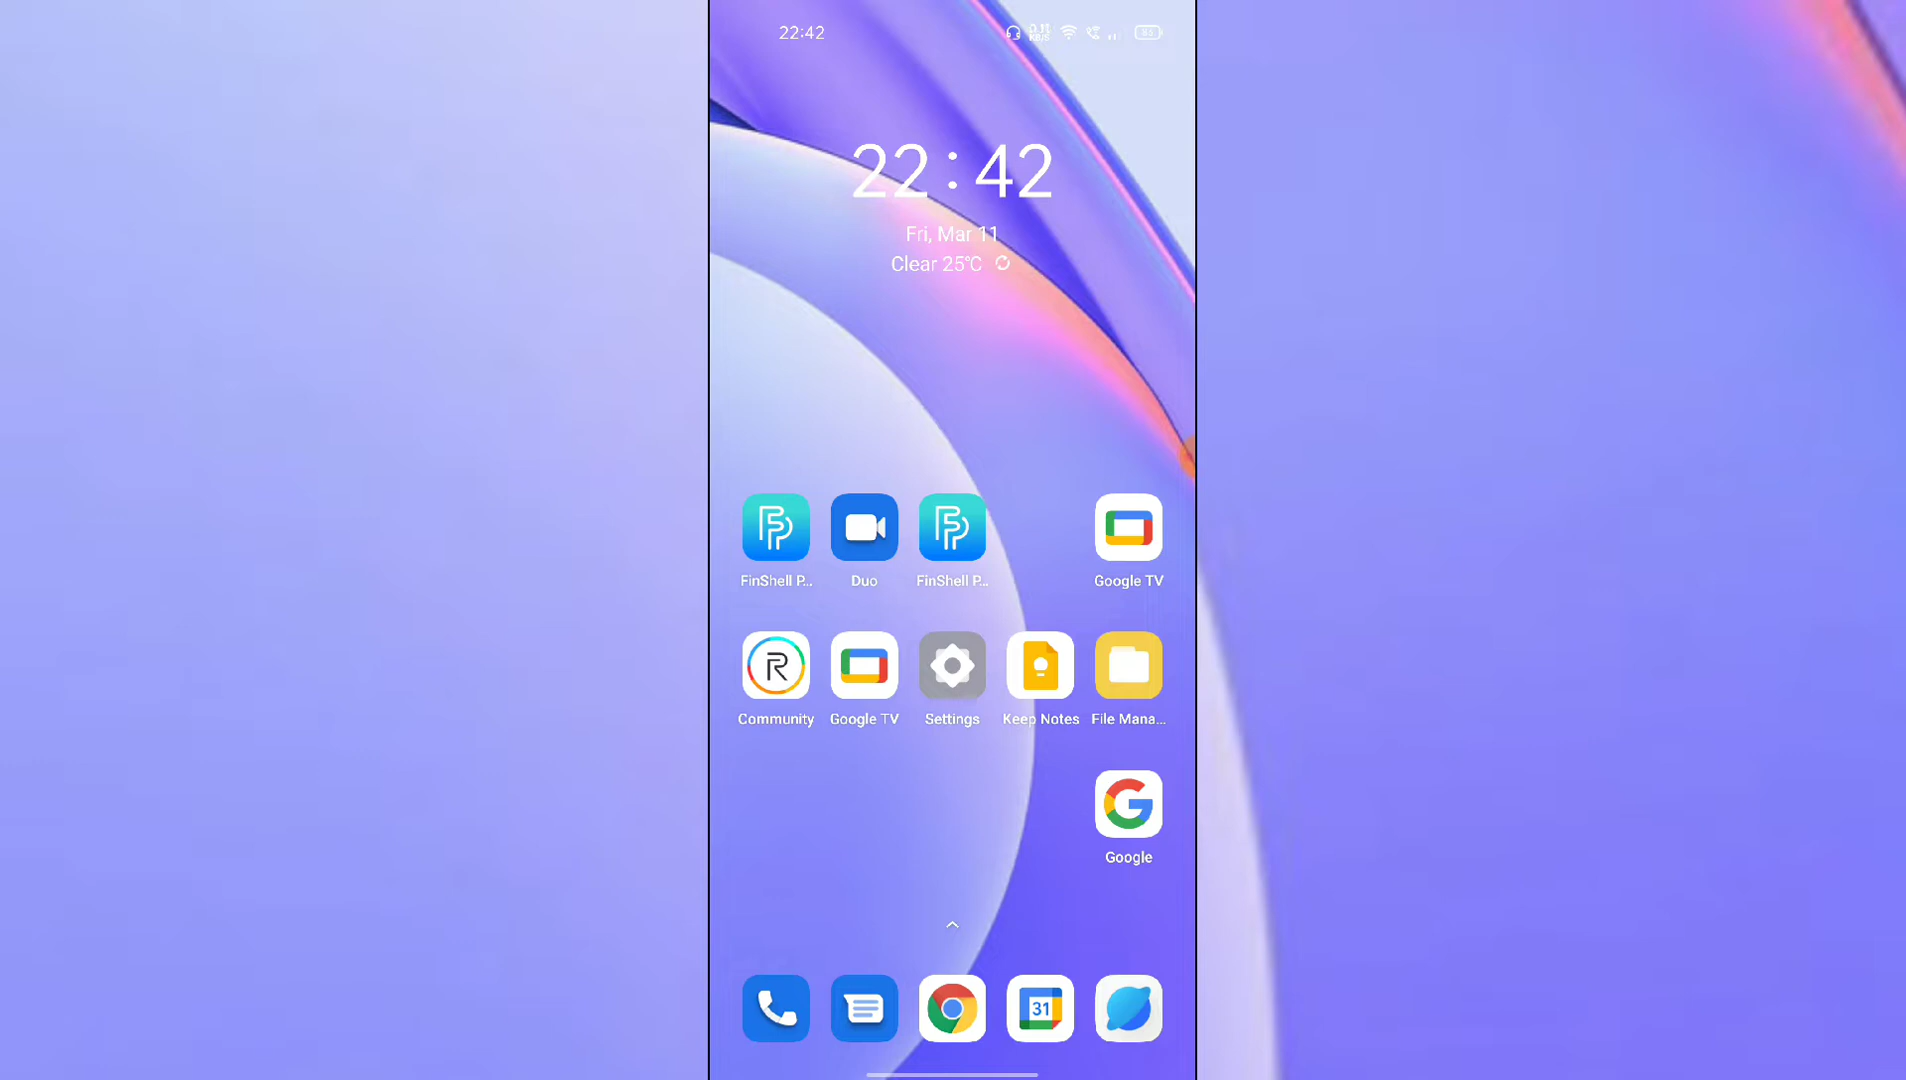 22:42
22:42
Fri, Mar 11
Clear 25°C
FinShell P...
Duo
FinShell P...
Google TV
Community
Google TV
Settings
Keep Notes
File Mana...
Google
31